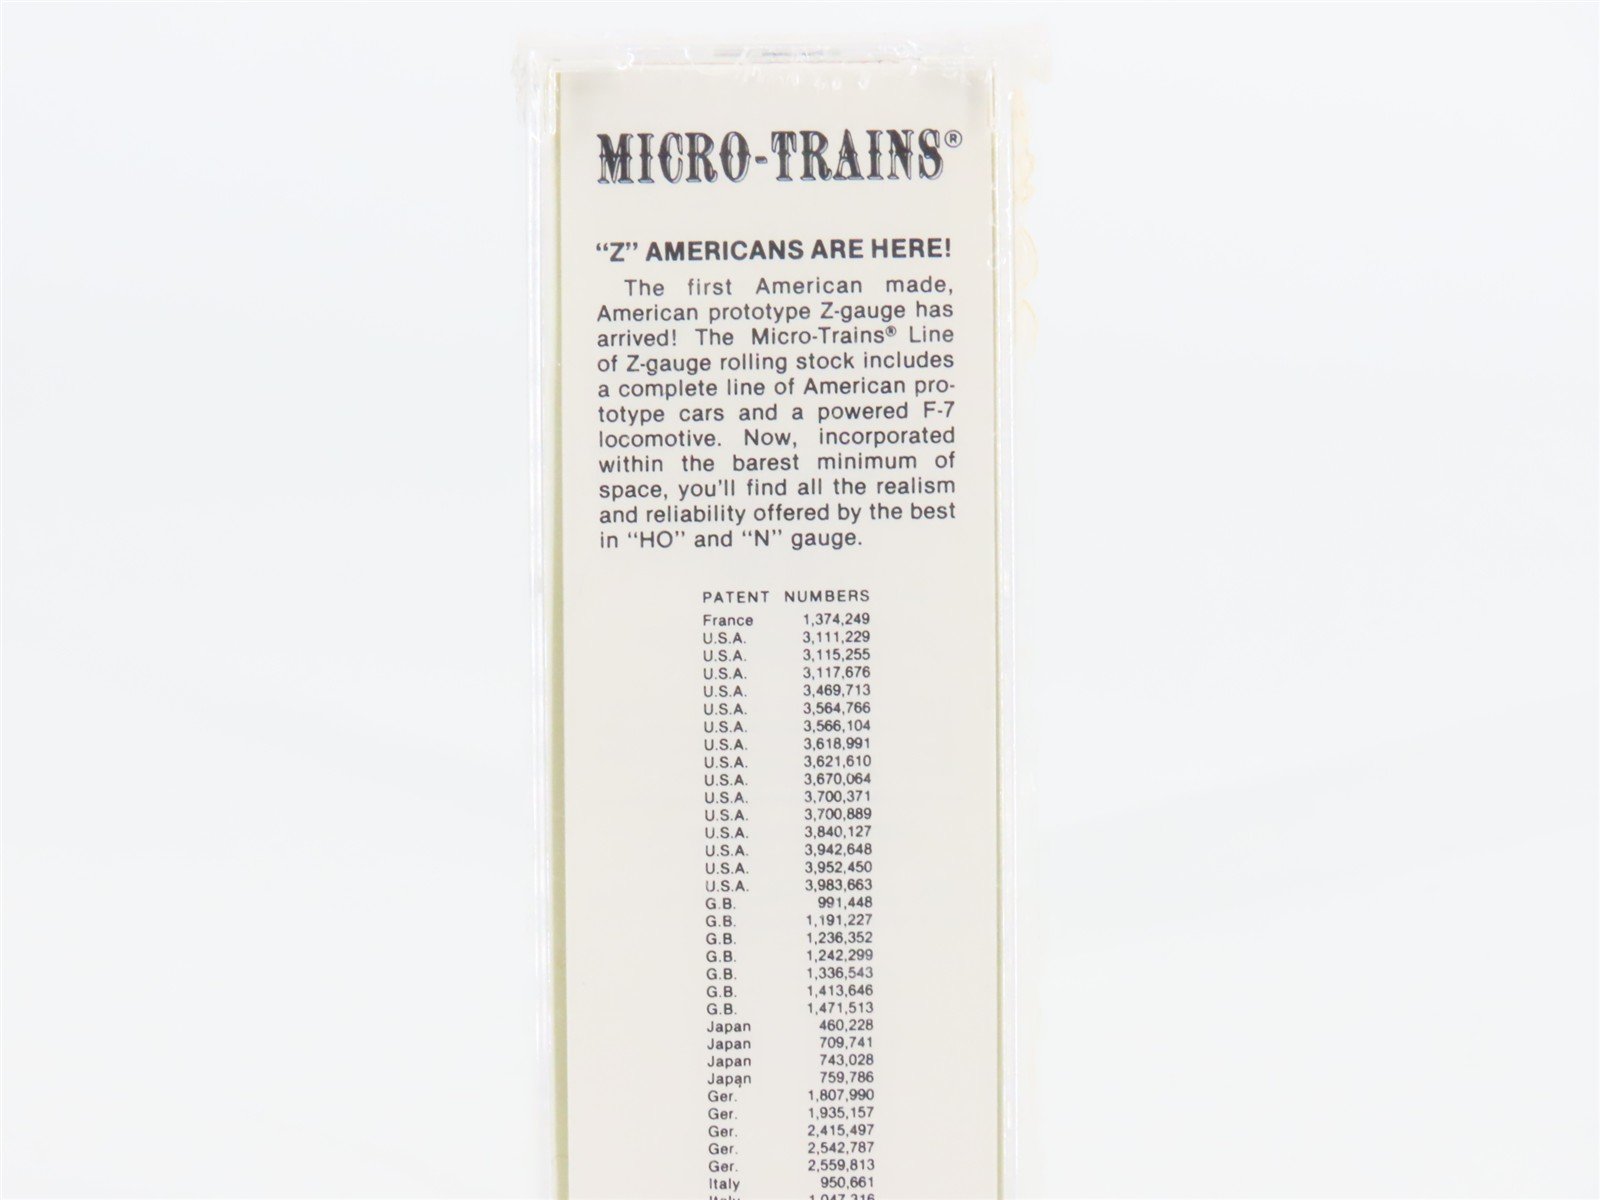 MICRO-TRAINS®
“Z” AMERICANS ARE HERE!
The first American made,
American prototype Z-gauge has
arrived! The Micro-Trains® Line
of Z-gauge rolling stock includes
a complete line of American pro-
totype cars and a powered F-7
locomotive. Now, incorporated
within the barest minimum of
space, you'll find all the realism
and reliability offered by the best
in “HO” and “N” gauge.
PATENT NUMBERS
France 1,374,249
U.S.A. 3,111,229
U.S.A. 3,115,255
U.S.A. 3,117,676
U.S.A. 3,469,713
U.S.A. 3,564,766
U.S.A. 3,566,104
U.S.A. 3,618,991
U.S.A. 3,621,610
U.S.A. 3,670,064
U.S.A. 3,700,371
U.S.A. 3,700,889
U.S.A. 3,840,127
U.S.A. 3,942,648
U.S.A. 3,952,450
U.S.A. 3,983,663
G.B. 991,448
G.B. 1,191,227
G.B. 1,236,352
G.B. 1,242,299
G.B. 1,336,543
G.B. 1,413,646
G.B. 1,471,513
Japan 460,228
Japan 709,741
Japan 743,028
Japan 759,786
Ger. 1,807,990
Ger. 1,935,157
Ger. 2,415,497
Ger. 2,542,787
Ger. 2,559,813
Italy 950,661
Italy 1,047,316